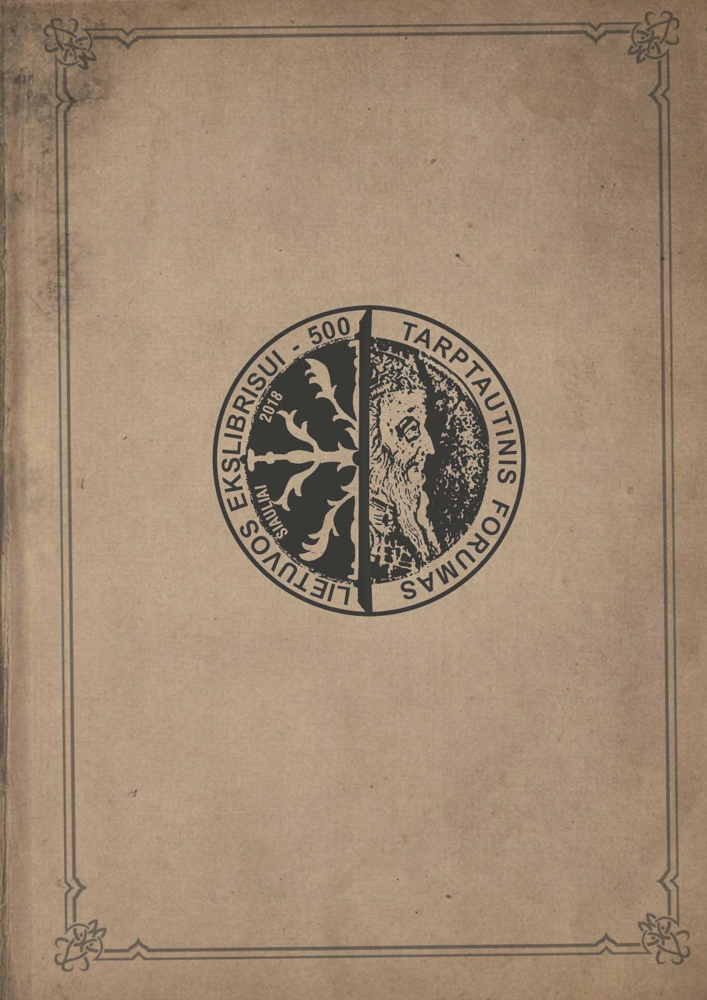 LIETUVOS EKSLIBRISUI - 500
TARPTAUTINIS FORUMAS
ŠIAULIAI
2018